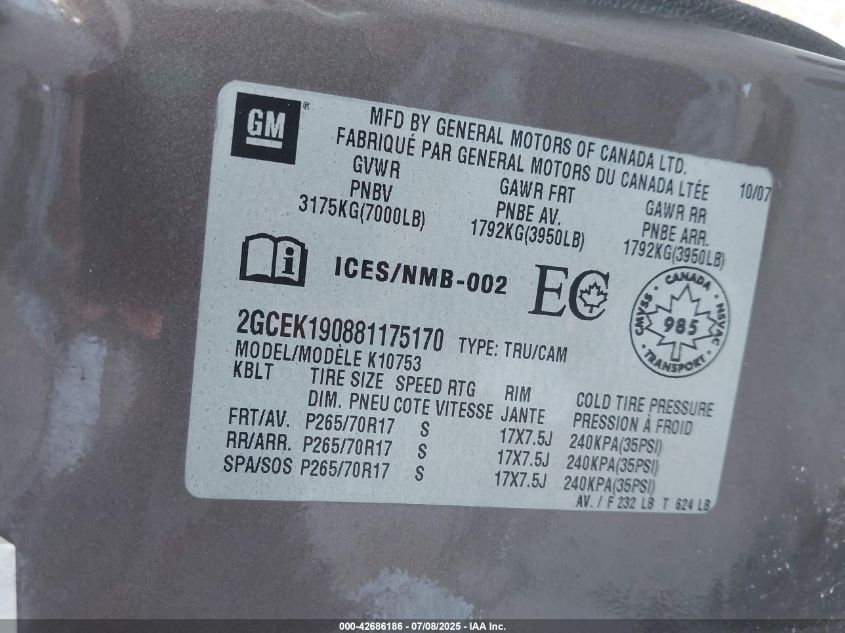 GM ®
MFD BY GENERAL MOTORS OF CANADA LTD.
FABRIQUÉ PAR GENERAL MOTORS DU CANADA LTÉE 10/07
GVWR GAWR FRT GAWR RR
PNBV PNBE AV. PNBE ARR.
3175KG(7000LB) 1792KG(3950LB) 1792KG(3950LB)
i ICES/NMB-002 EC
CANADA
CMVSS 985 NSVAC
TRANSPORT
2GCEK190881175170 TYPE: TRU/CAM
MODEL/MODÈLE K10753
KBLT TIRE SIZE SPEED RTG RIM COLD TIRE PRESSURE
DIM. PNEU COTE VITESSE JANTE PRESSION À FROID
FRT/AV. P265/70R17 S 17X7.5J 240KPA(35PSI)
RR/ARR. P265/70R17 S 17X7.5J 240KPA(35PSI)
SPA/SOS P265/70R17 S 17X7.5J 240KPA(35PSI)
AV. / F 232 LB T 624 LB
000-42686186 - 07/08/2025 - IAA Inc.